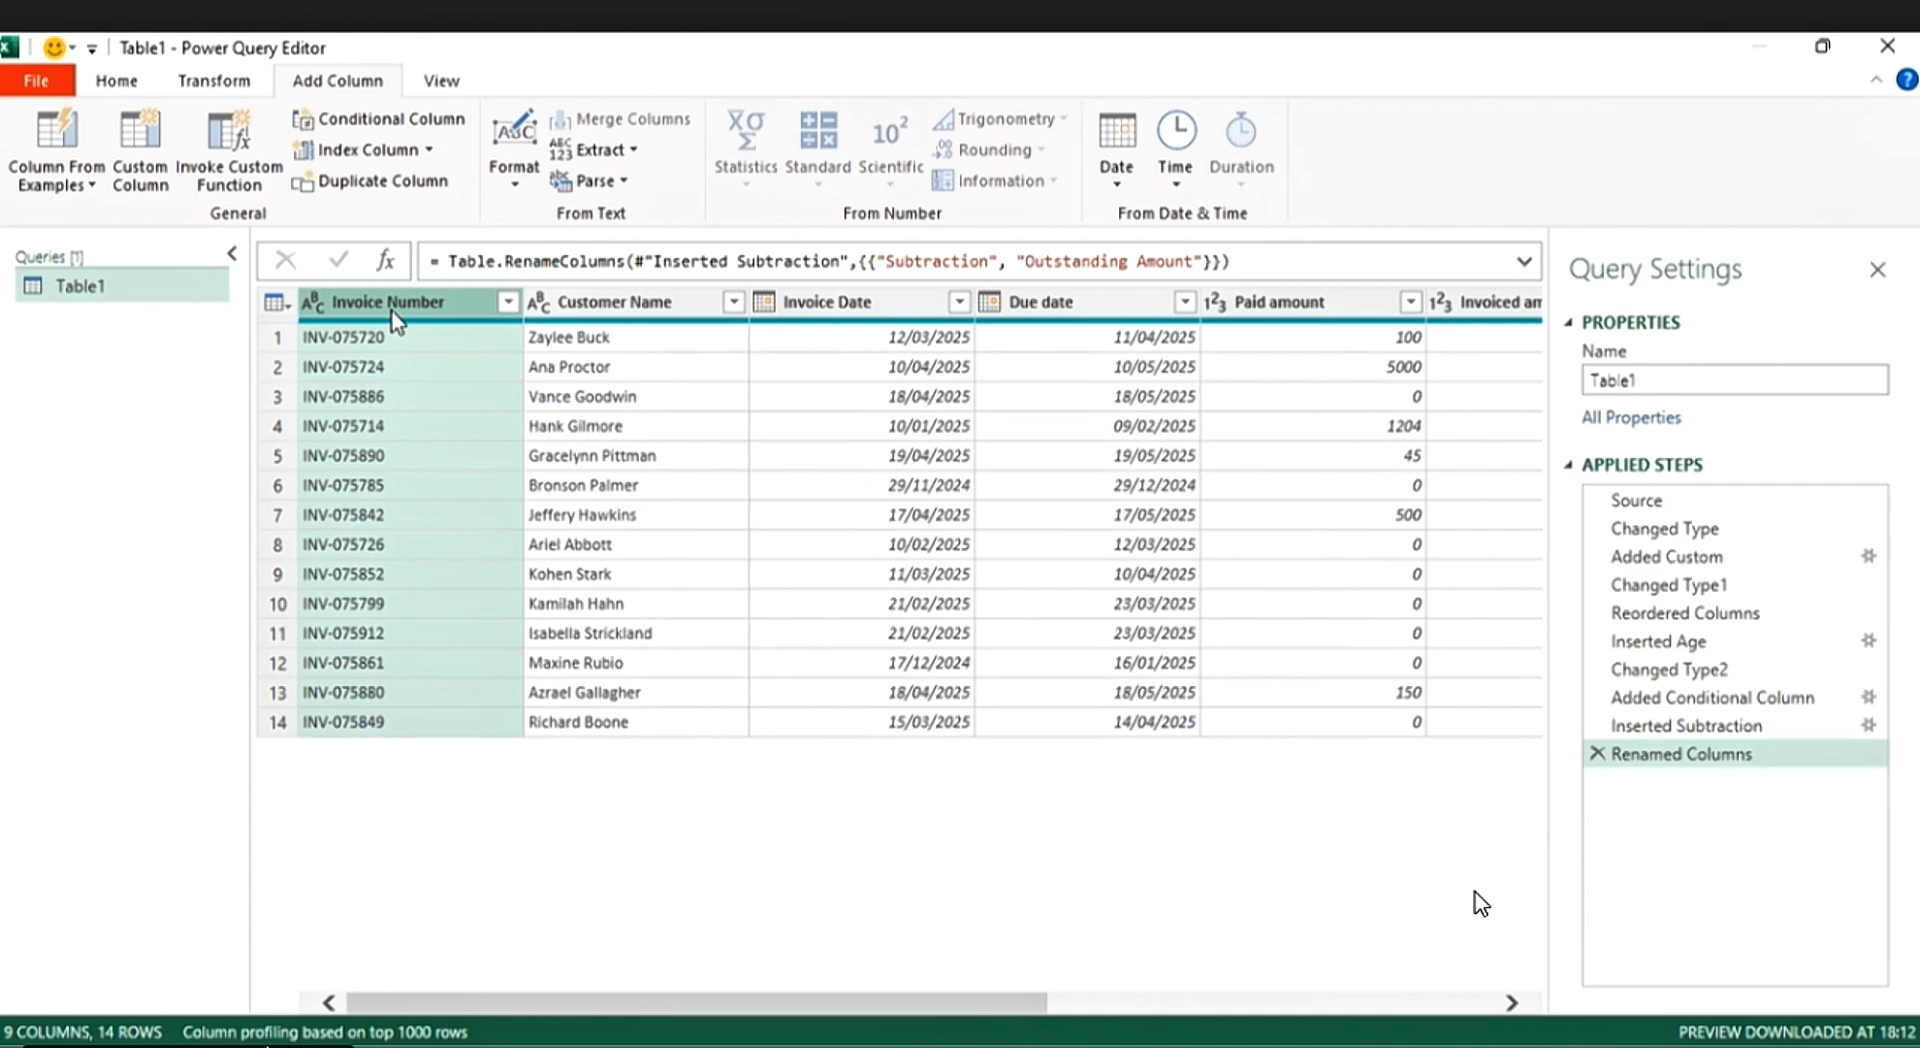 Table1 - Power Query Editor
File Home Transform Add Column View
Column From Examples
Custom Column
Invoke Custom Function
Conditional Column
Index Column
Duplicate Column
General
Format
Merge Columns
Extract
Parse
From Text
Statistics
Standard
Scientific
Trigonometry
Rounding
Information
From Number
Date
Time
Duration
From Date & Time
Queries [1]
Table1
= Table.RenameColumns(#"Inserted Subtraction",{{"Subtraction", "Outstanding Amount"}})
Invoice Number Customer Name Invoice Date Due date Paid amount Invoiced am
1 INV-075720 Zaylee Buck 12/03/2025 11/04/2025 100
2 INV-075724 Ana Proctor 10/04/2025 10/05/2025 5000
3 INV-075886 Vance Goodwin 18/04/2025 18/05/2025 0
4 INV-075714 Hank Gilmore 10/01/2025 09/02/2025 1204
5 INV-075890 Gracelynn Pittman 19/04/2025 19/05/2025 45
6 INV-075785 Bronson Palmer 29/11/2024 29/12/2024 0
7 INV-075842 Jeffery Hawkins 17/04/2025 17/05/2025 500
8 INV-075726 Ariel Abbott 10/02/2025 12/03/2025 0
9 INV-075852 Kohen Stark 11/03/2025 10/04/2025 0
10 INV-075799 Kamilah Hahn 21/02/2025 23/03/2025 0
11 INV-075912 Isabella Strickland 21/02/2025 23/03/2025 0
12 INV-075861 Maxine Rubio 17/12/2024 16/01/2025 0
13 INV-075880 Azrael Gallagher 18/04/2025 18/05/2025 150
14 INV-075849 Richard Boone 15/03/2025 14/04/2025 0
Query Settings
PROPERTIES
Name
Table1
All Properties
APPLIED STEPS
Source
Changed Type
Added Custom
Changed Type1
Reordered Columns
Inserted Age
Changed Type2
Added Conditional Column
Inserted Subtraction
Renamed Columns
9 COLUMNS, 14 ROWS Column profiling based on top 1000 rows
PREVIEW DOWNLOADED AT 18:12